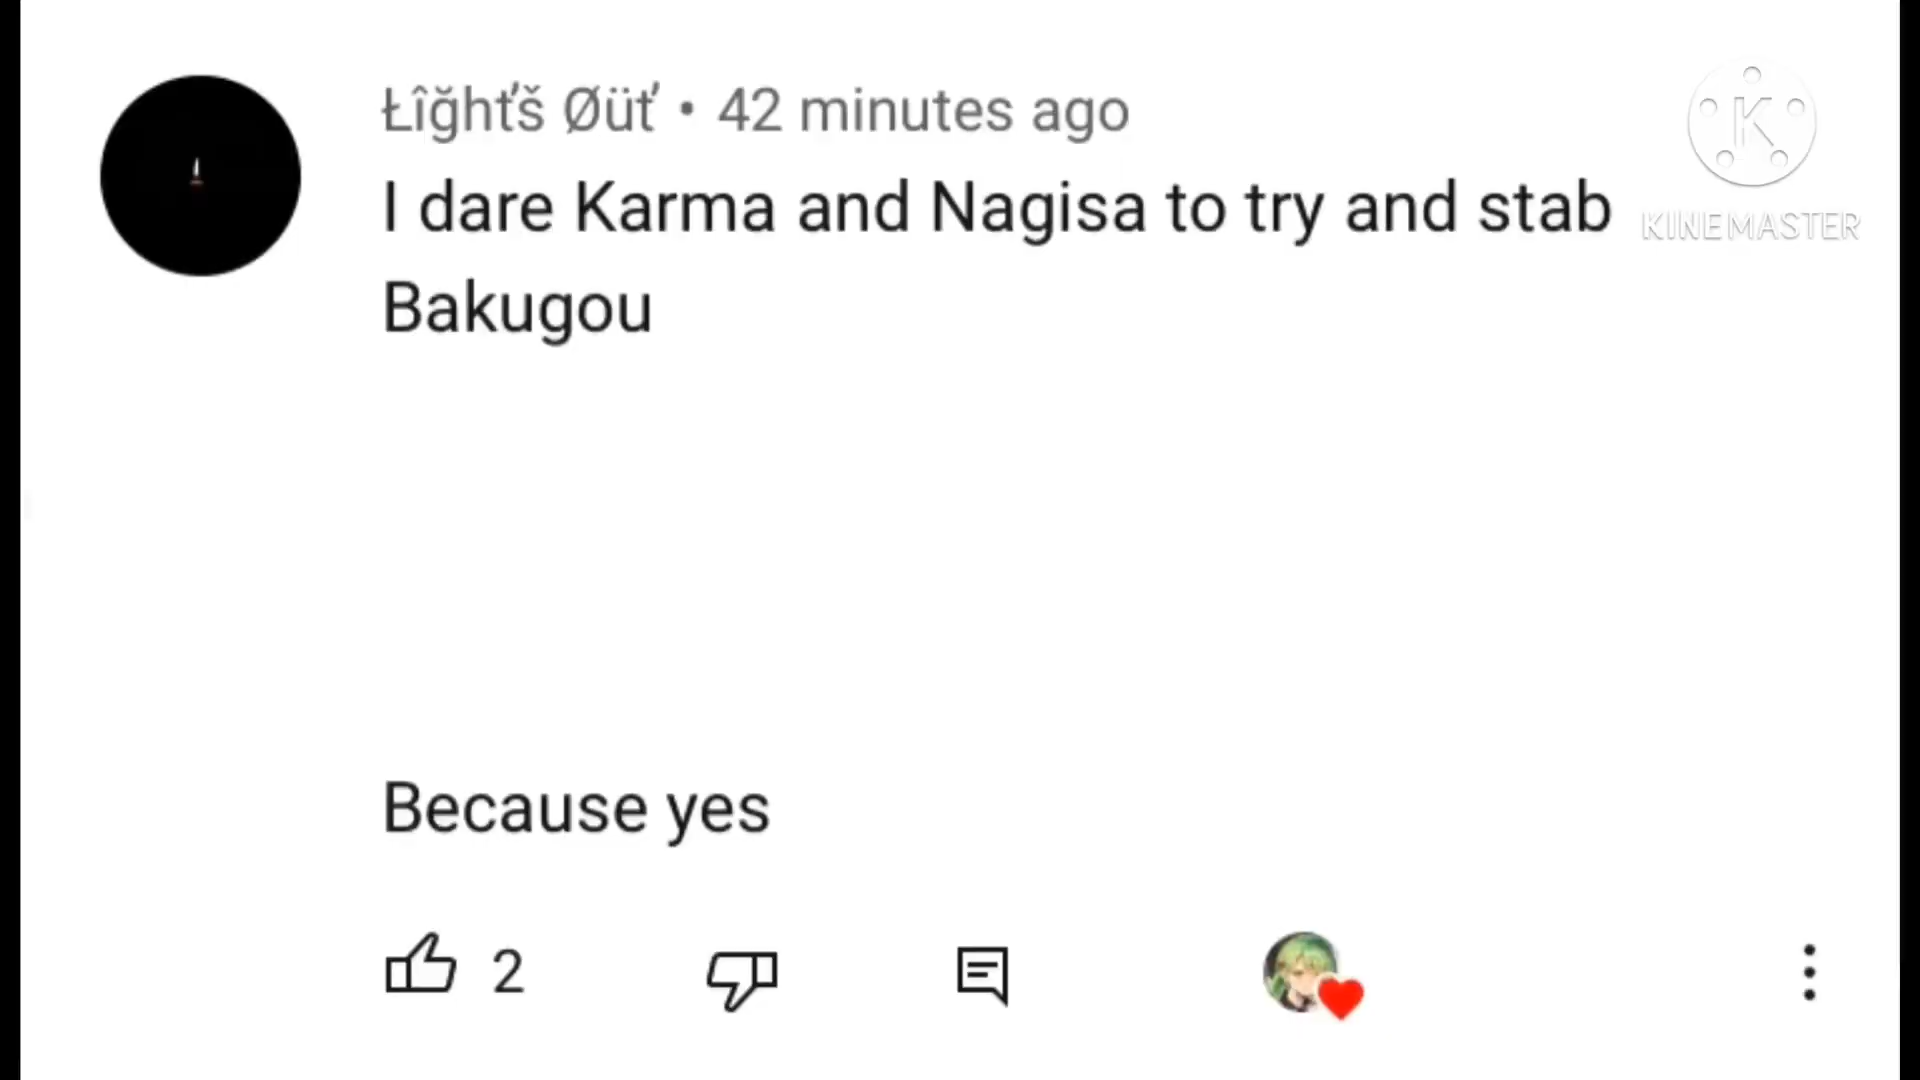 Łîğhťš Øüť • 42 minutes ago
I dare Karma and Nagisa to try and stab
Bakugou
Because yes
2
K
KINEMASTER